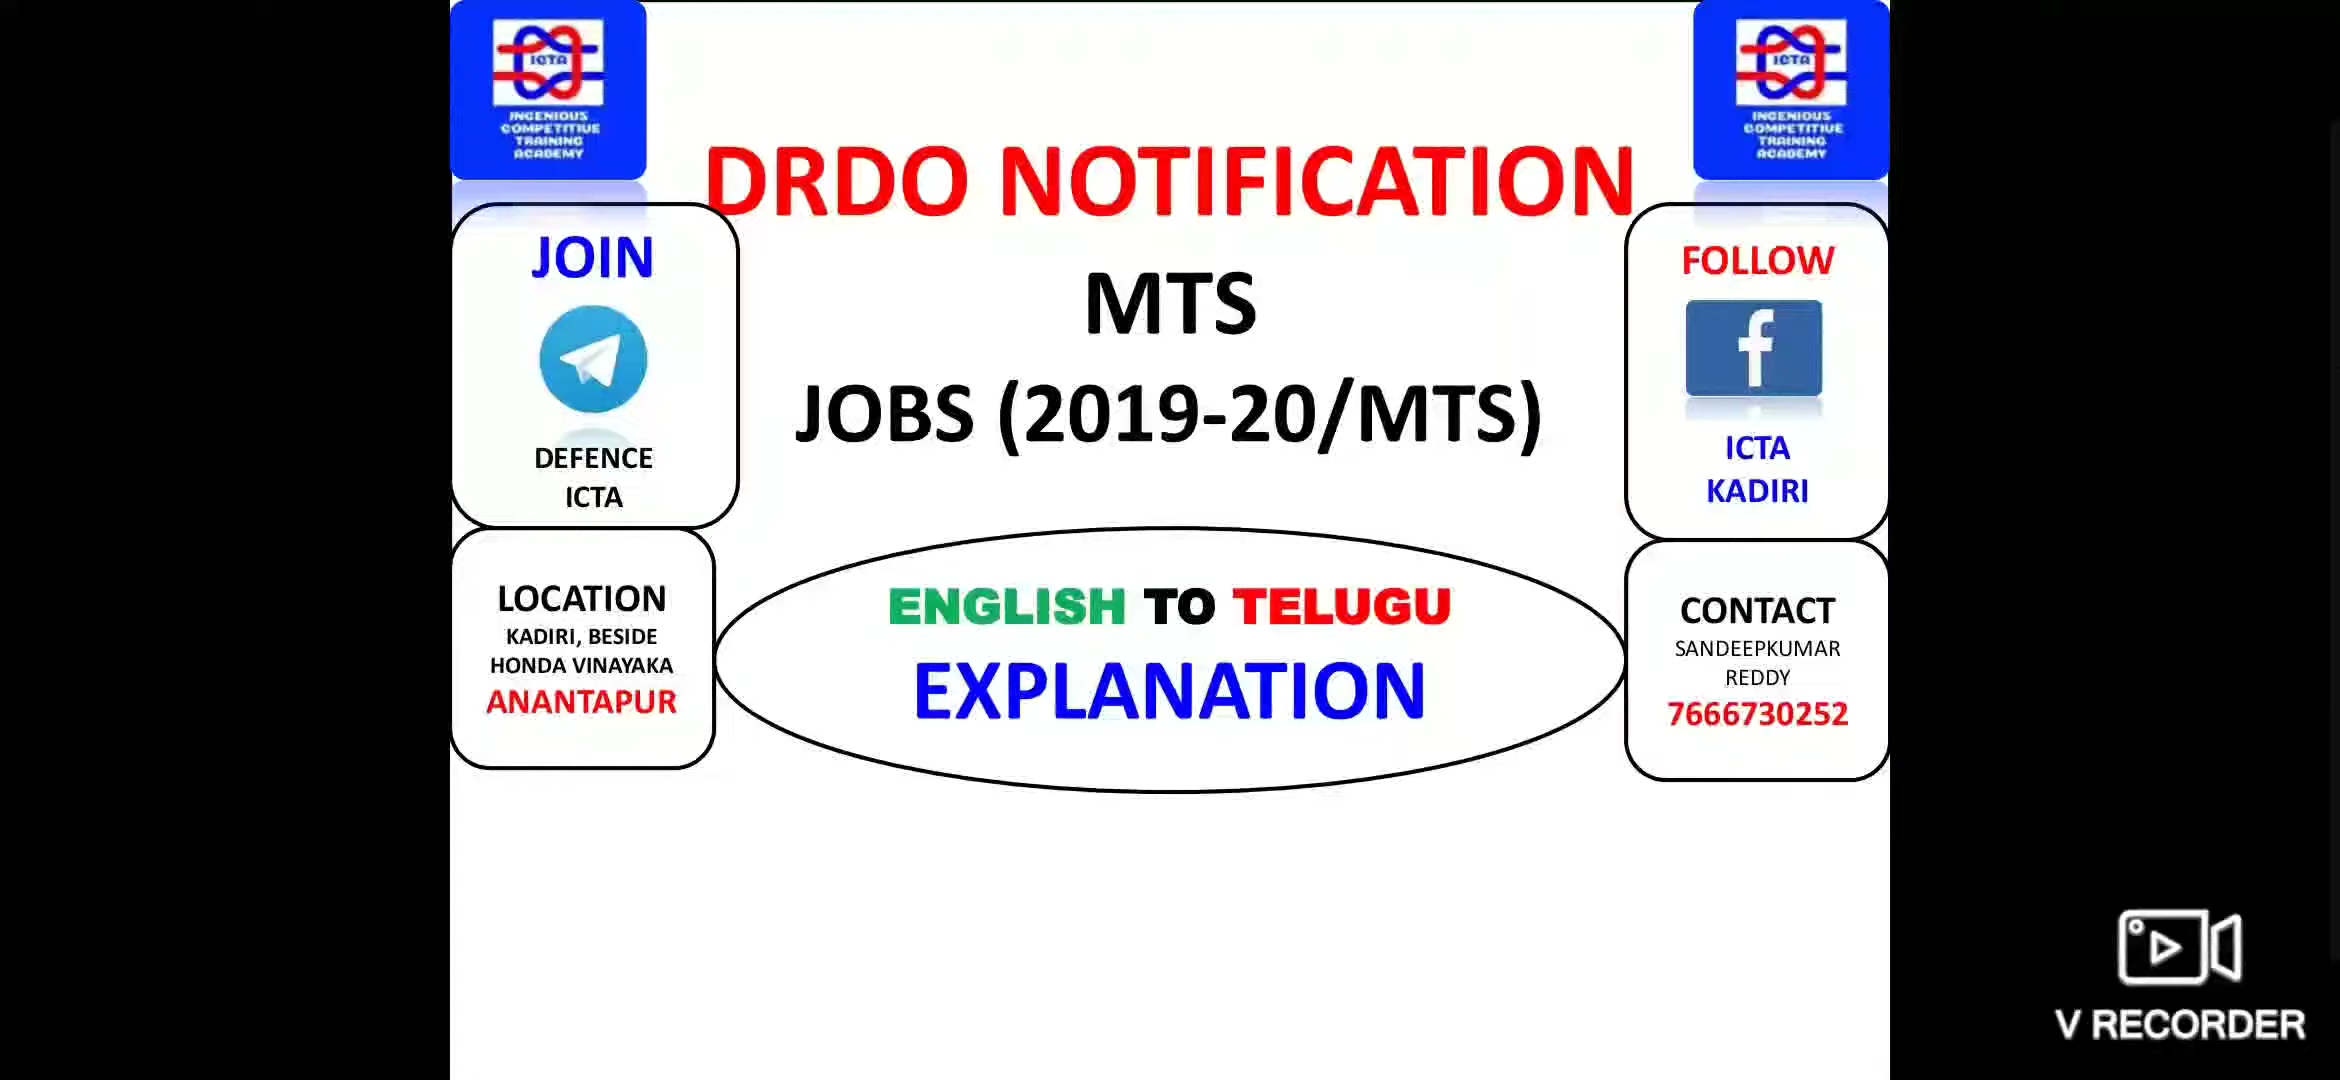 ICTA
INGENIOUS
COMPETITIVE
TRAINING
ACADEMY
ICTA
INGENIOUS
COMPETITIVE
TRAINING
ACADEMY
DRDO NOTIFICATION
MTS
JOBS (2019-20/MTS)
JOIN
DEFENCE
ICTA
FOLLOW
f
ICTA
KADIRI
LOCATION
KADIRI, BESIDE
HONDA VINAYAKA
ANANTAPUR
ENGLISH TO TELUGU
EXPLANATION
CONTACT
SANDEEPKUMAR
REDDY
7666730252
V RECORDER